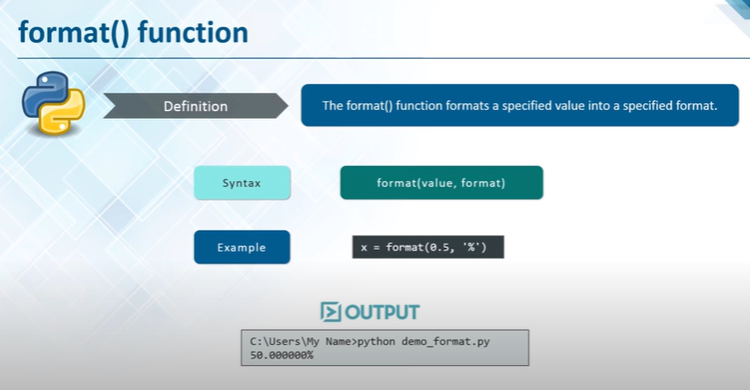 format() function
Definition
The format() function formats a specified value into a specified format.
Syntax
format(value, format)
Example
x = format(0.5, '%')
OUTPUT
C:\Users\My Name>python demo_format.py
50.000000%